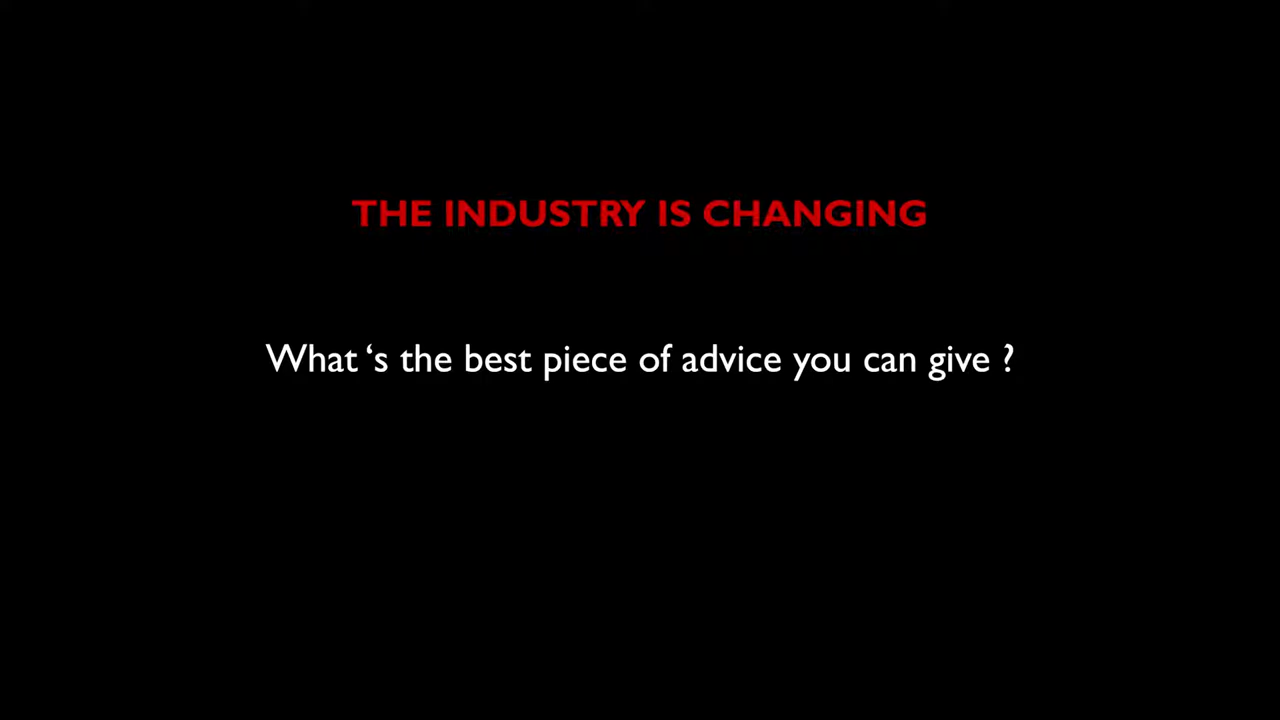 THE INDUSTRY IS CHANGING
What ‘s the best piece of advice you can give ?